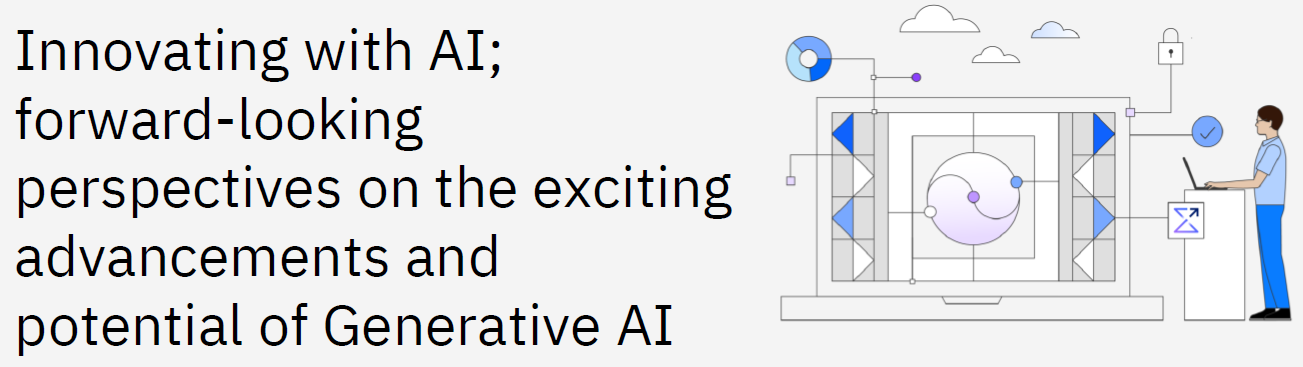 Innovating with AI;
forward-looking
perspectives on the exciting
advancements and
potential of Generative AI